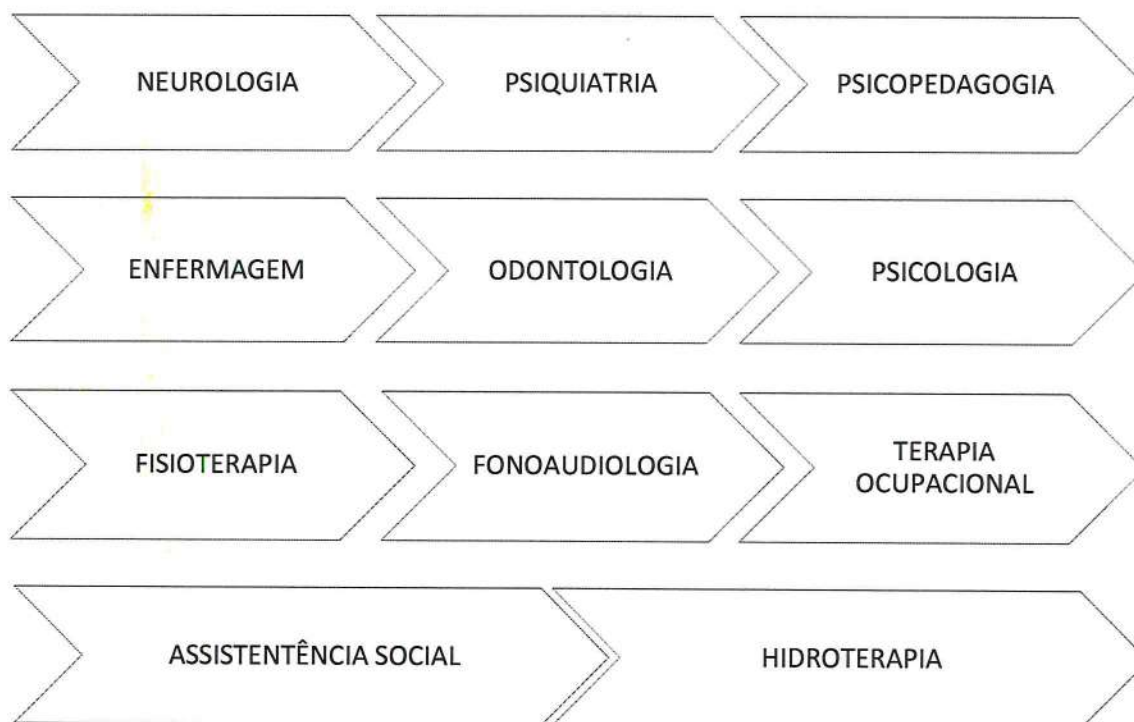 NEUROLOGIA
PSIQUIATRIA
PSICOPEDAGOGIA
ENFERMAGEM
ODONTOLOGIA
PSICOLOGIA
FISIOTERAPIA
FONOAUDIOLOGIA
TERAPIA
OCUPACIONAL
ASSISTENTÊNCIA SOCIAL
HIDROTERAPIA